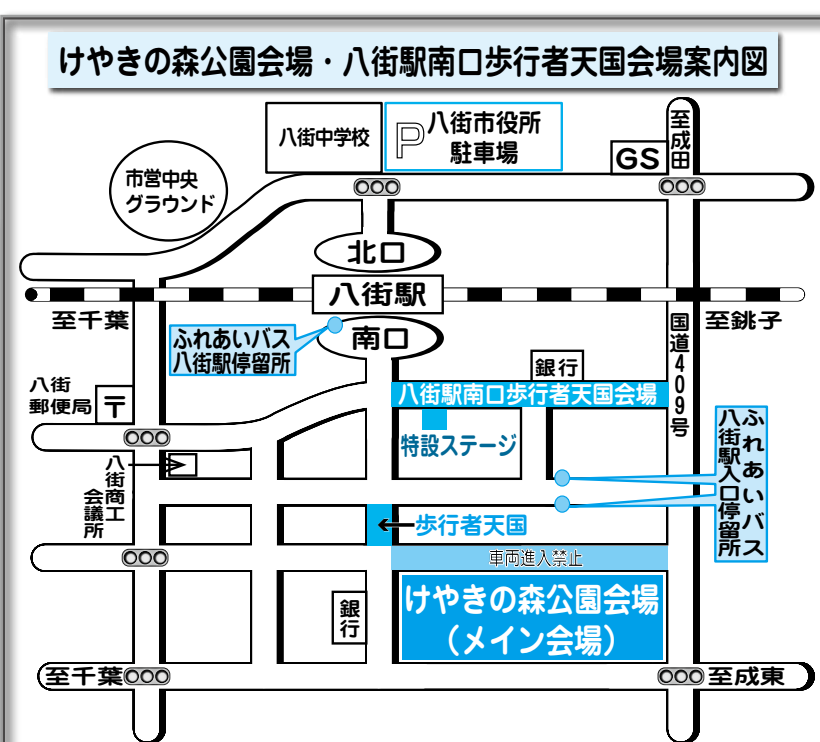 けやきの森公園会場・八街駅南口歩行者天国会場案内図
八街中学校
P
八街市役所
駐車場
GS
至成田
市営中央
グラウンド
北口
八街駅
至千葉
至銚子
南口
ふれあいバス
八街駅停留所
国道409号
銀行
八街
郵便局
〒
八街駅南口歩行者天国会場
特設ステージ
ふれあいバス
八街駅入口停留所
八街商工
会議所
歩行者天国
車両進入禁止
けやきの森公園会場
（メイン会場）
銀行
至千葉
至成東